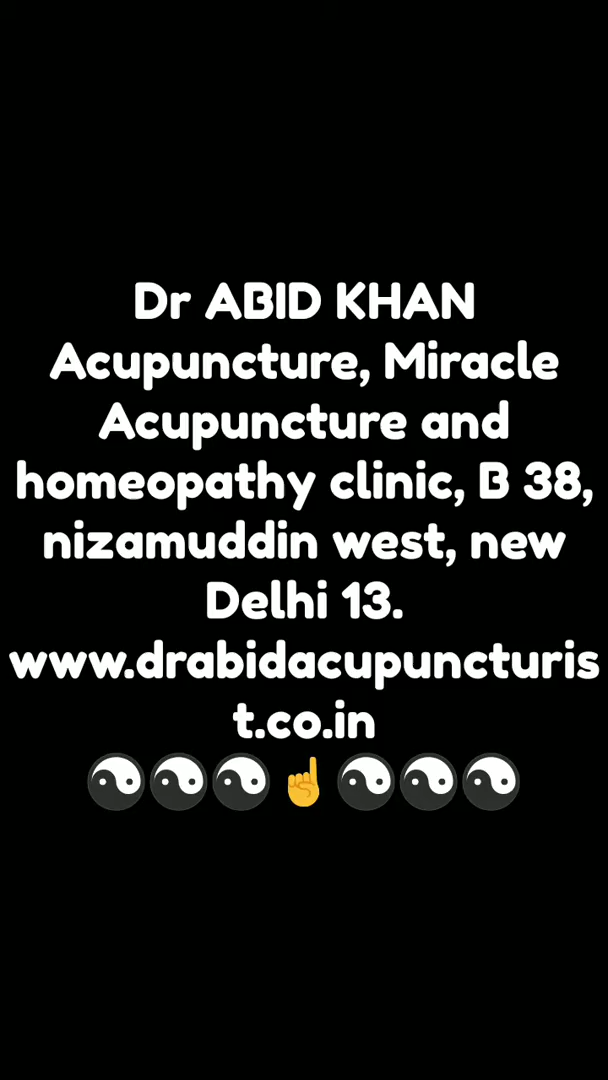 Dr ABID KHAN
Acupuncture, Miracle
Acupuncture and
homeopathy clinic, B 38,
nizamuddin west, new
Delhi 13.
www.drabidacupuncturis
t.co.in
☯☯☯☝☯☯☯